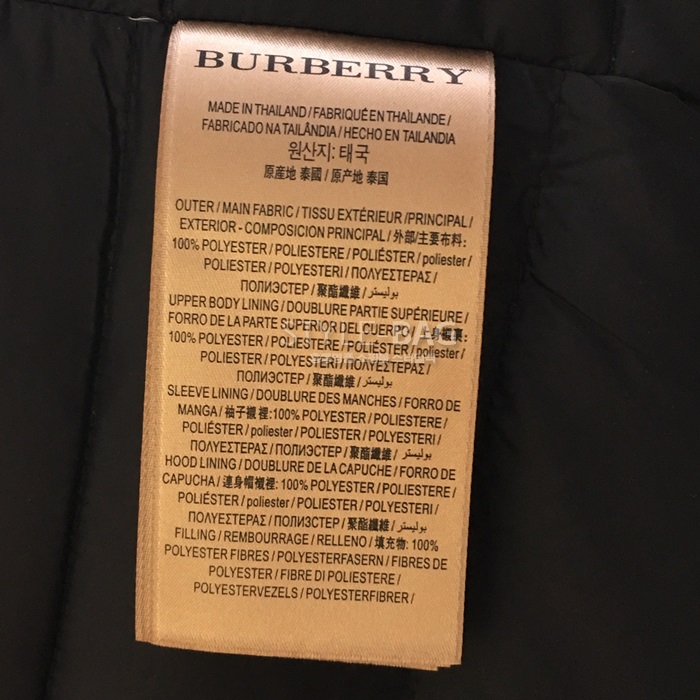 BURBERRY
MADE IN THAILAND / FABRIQUÉ EN THAÏLANDE /
FABRICADO NA TAILÂNDIA / HECHO EN TAILANDIA
원산지: 태국
原産地 泰國 / 原产地 泰国
OUTER / MAIN FABRIC / TISSU EXTÉRIEUR /PRINCIPAL /
EXTERIOR - COMPOSICION PRINCIPAL / 外部/主要布料:
100% POLYESTER / POLIESTERE / POLIÉSTER / poliester /
POLIESTER / POLYESTERI / ΠΟΛΥΕΣΤΕΡΑΣ /
ПОЛИЭСТЕР / 聚酯纖維 / بوليستر
UPPER BODY LINING / DOUBLURE PARTIE SUPÉRIEURE /
FORRO DE LA PARTE SUPERIOR DEL CUERPO / 上身襯裏:
100% POLYESTER / POLIESTERE / POLIÉSTER / poliester /
POLIESTER / POLYESTERI / ΠΟΛΥΕΣΤΕΡΑΣ /
ПОЛИЭСТЕР / 聚酯纖維 / بوليستر
SLEEVE LINING / DOUBLURE DES MANCHES / FORRO DE
MANGA / 袖子襯裡:100% POLYESTER / POLIESTERE /
POLIÉSTER / poliester / POLIESTER / POLYESTERI /
ΠΟΛΥΕΣΤΕΡΑΣ / ПОЛИЭСТЕР / 聚酯纖維 / بوليستر
HOOD LINING / DOUBLURE DE LA CAPUCHE / FORRO DE
CAPUCHA / 連身帽襯裡: 100% POLYESTER / POLIESTERE /
POLIÉSTER / poliester / POLIESTER / POLYESTERI /
ΠΟΛΥΕΣΤΕΡΑΣ / ПОЛИЭСТЕР / 聚酯纖維 / بوليستر
FILLING / REMBOURRAGE / RELLENO / 填充物: 100%
POLYESTER FIBRES / POLYESTERFASERN / FIBRES DE
POLYESTER / FIBRE DI POLIESTERE /
POLYESTERVEZELS / POLYESTERFIBRER /
STYLE BAG